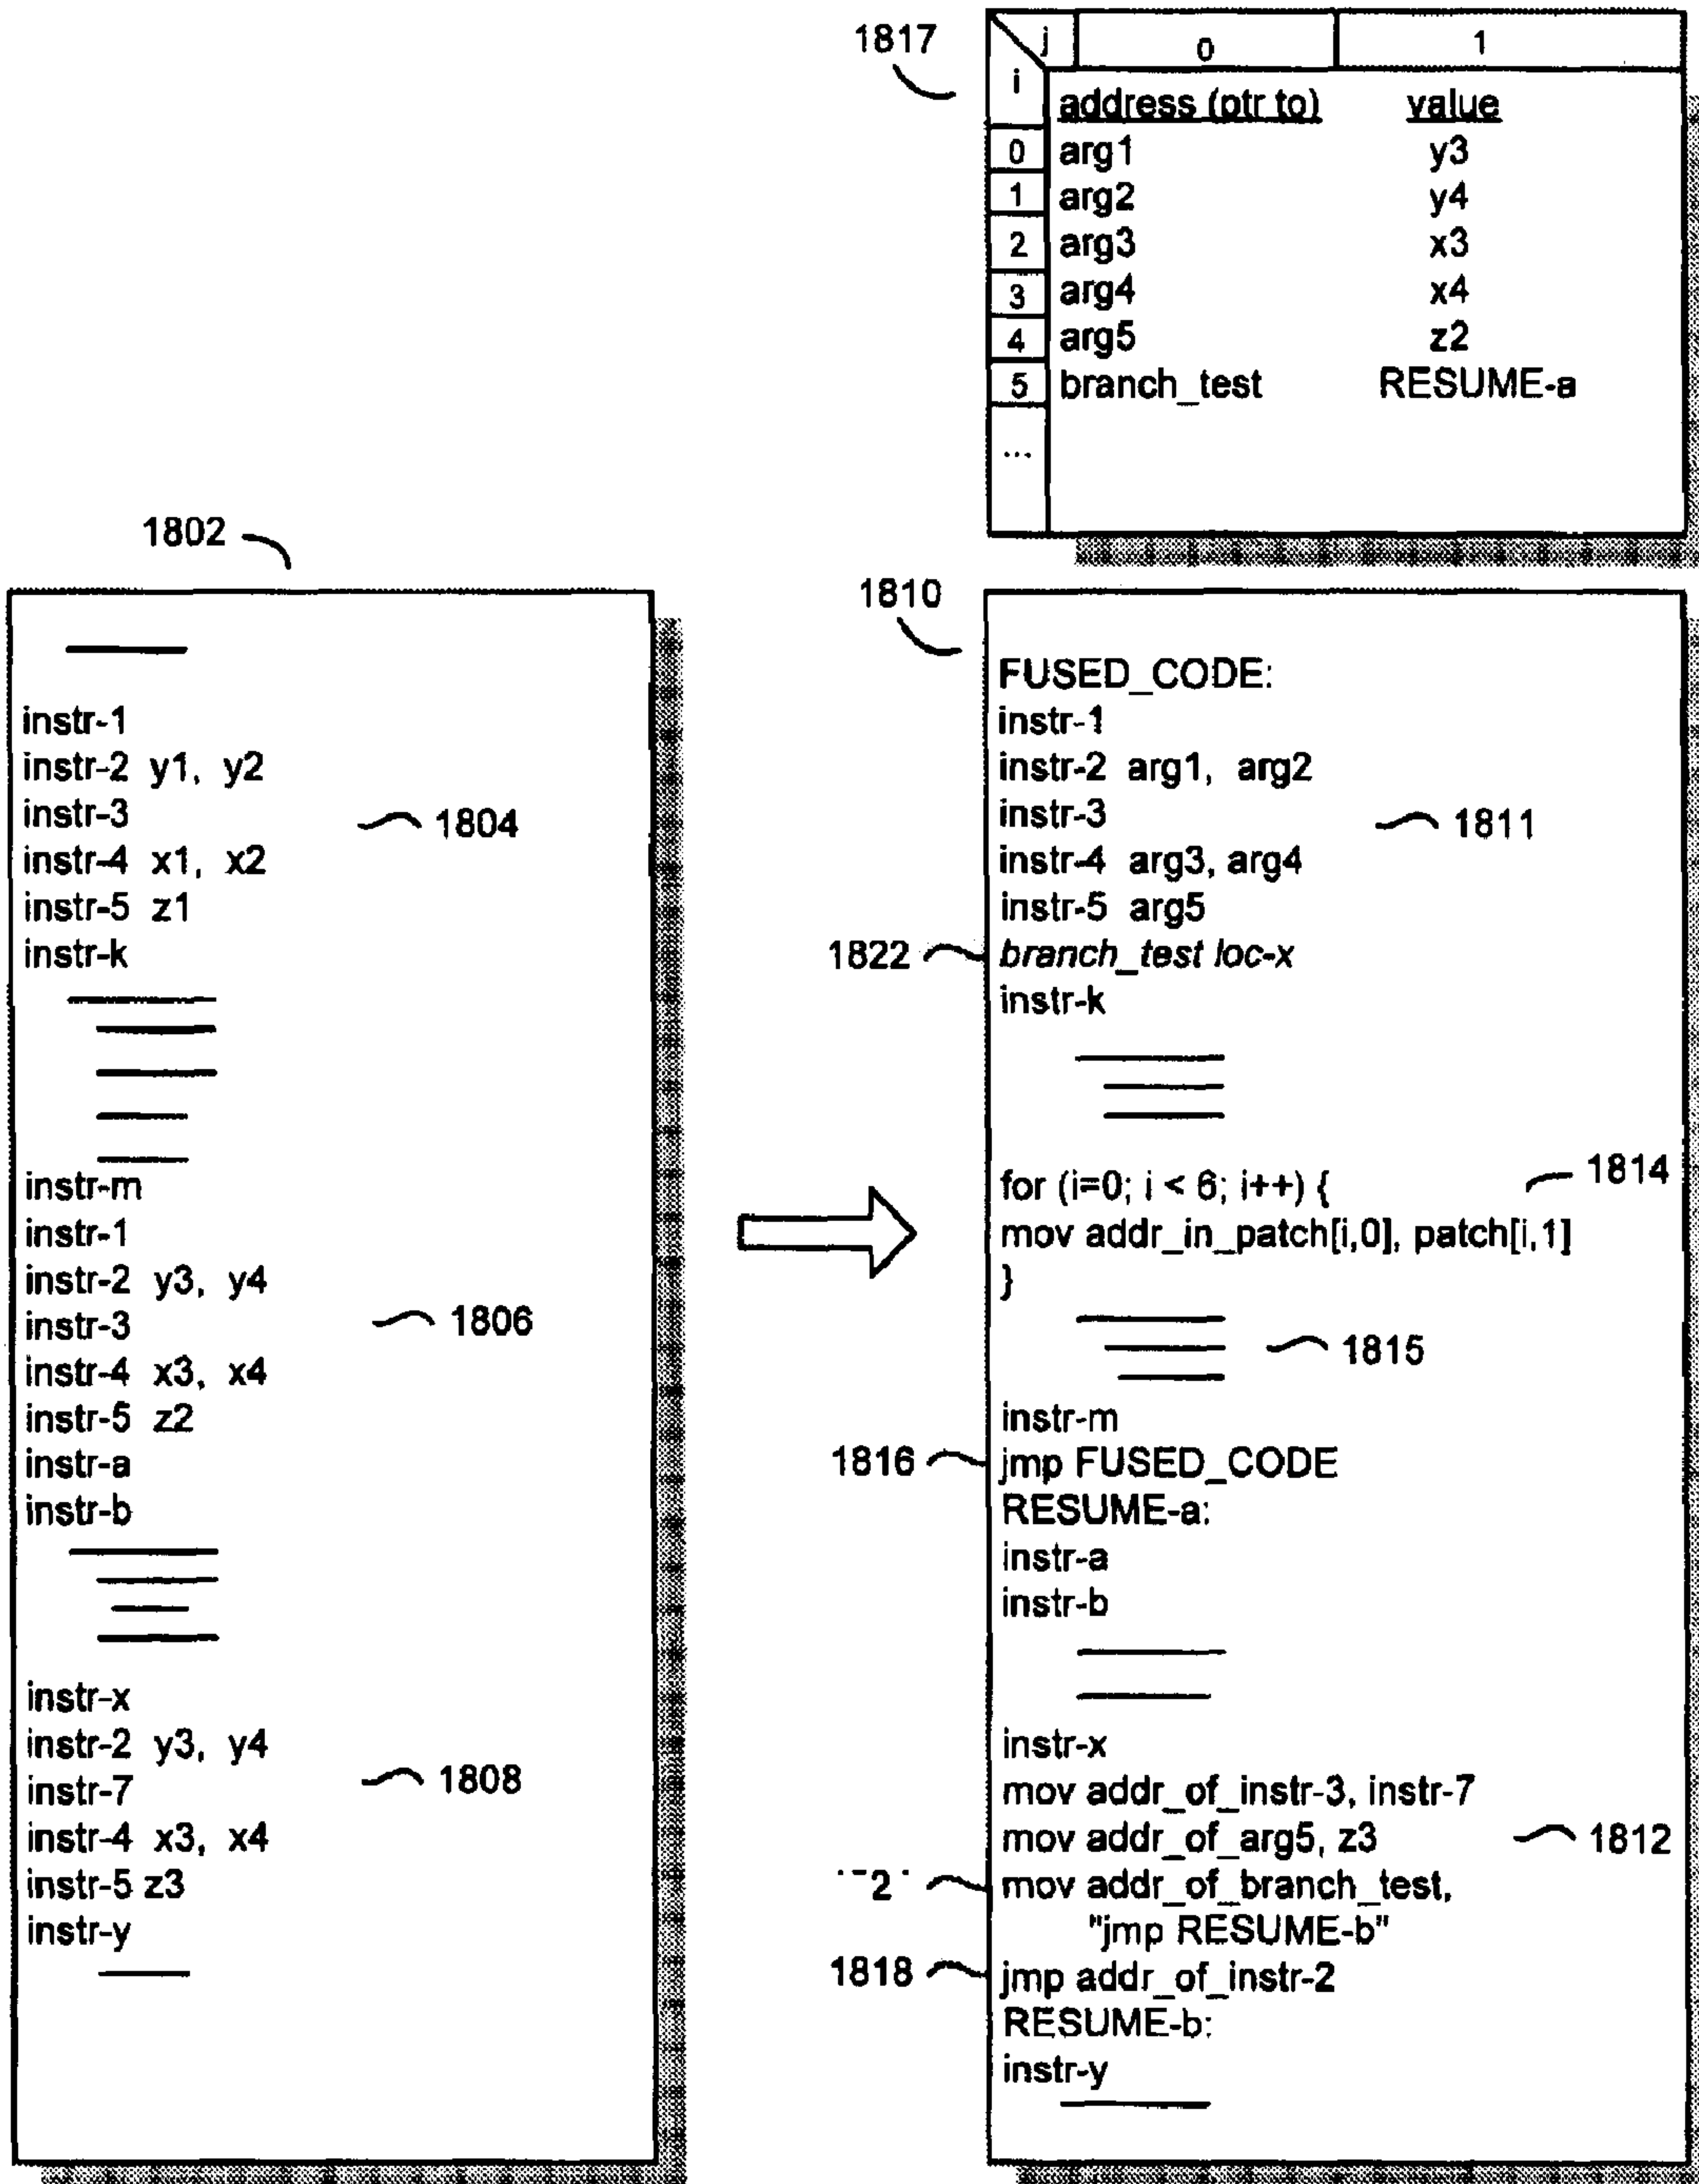 1817
j 0 1
i
address (ptr to) value
0 arg1 y3
1 arg2 y4
2 arg3 x3
3 arg4 x4
4 arg5 z2
5 branch_test RESUME-a
...
1802
instr-1
instr-2 y1, y2
instr-3
1804
instr-4 x1, x2
instr-5 z1
instr-k
instr-m
instr-1
instr-2 y3, y4
instr-3
1806
instr-4 x3, x4
instr-5 z2
instr-a
instr-b
instr-x
instr-2 y3, y4
instr-7
1808
instr-4 x3, x4
instr-5 z3
instr-y
1810
FUSED_CODE:
instr-1
instr-2 arg1, arg2
instr-3
1811
instr-4 arg3, arg4
instr-5 arg5
1822 branch_test loc-x
instr-k
for (i=0; i < 6; i++) {
1814
mov addr_in_patch[i,0], patch[i,1]
}
1815
instr-m
1816 jmp FUSED_CODE
RESUME-a:
instr-a
instr-b
instr-x
mov addr_of_instr-3, instr-7
mov addr_of_arg5, z3
1812
mov addr_of_branch_test,
"jmp RESUME-b"
1818 jmp addr_of_instr-2
RESUME-b:
instr-y